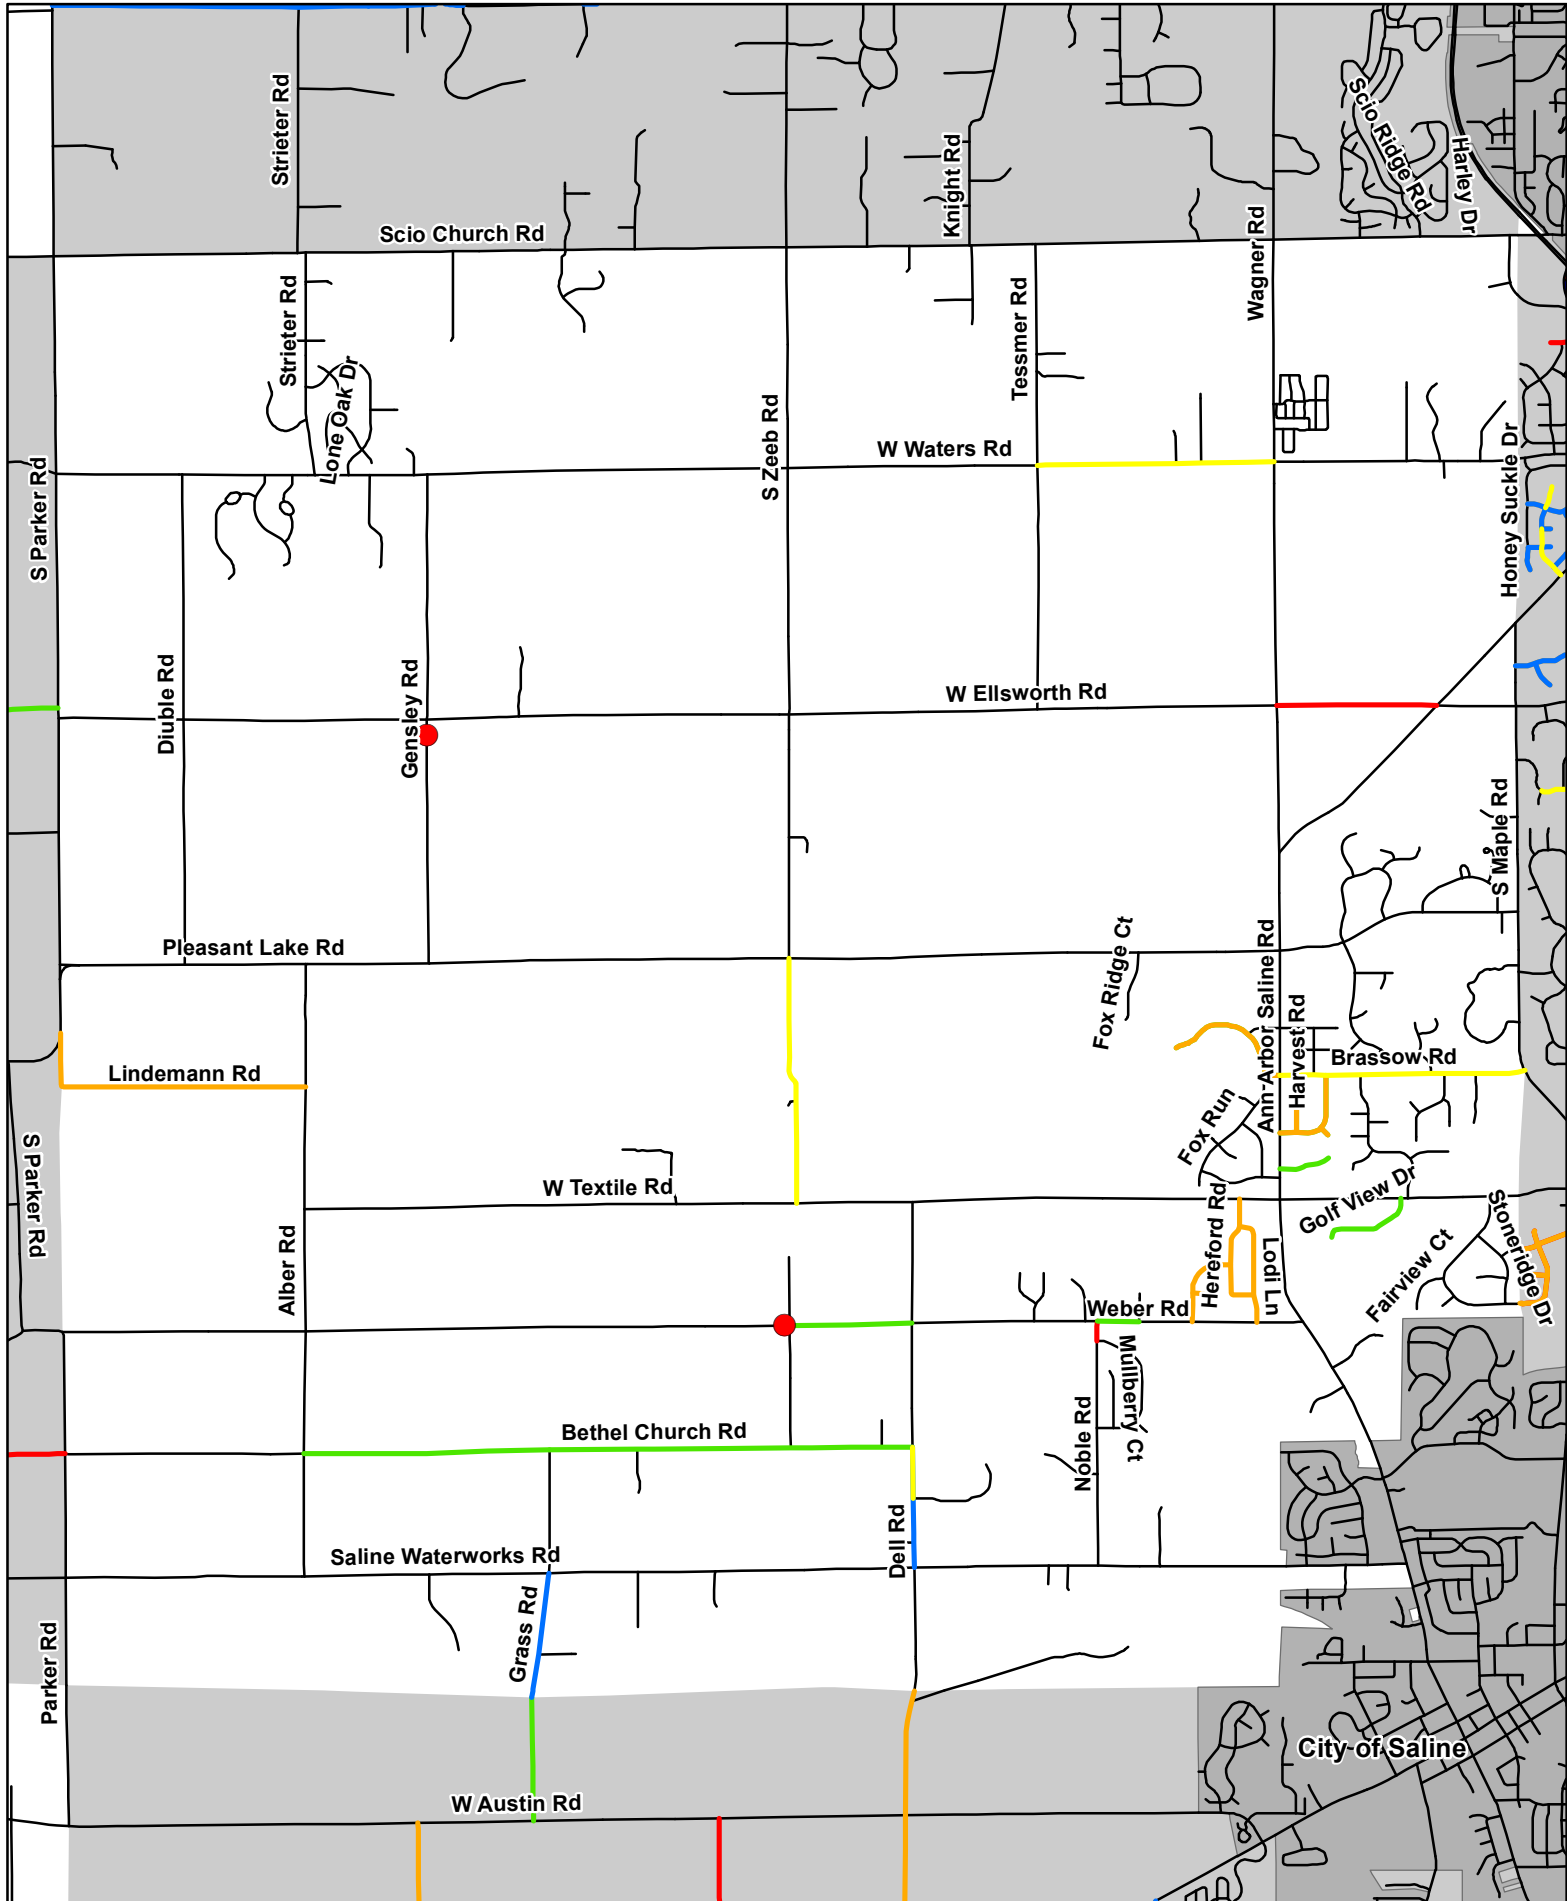 Strieter Rd
Scio Ridge Rd
Harley Dr
Knight Rd
Scio Church Rd
Wagner Rd
Strieter Rd
Tessmer Rd
Lone Oak Dr
S Zeeb Rd
W Waters Rd
Honey Suckle Dr
S Parker Rd
Diuble Rd
Gensley Rd
W Ellsworth Rd
S Maple Rd
Pleasant Lake Rd
Fox Ridge Ct
Ann-Arbor Saline Rd
Harvest Rd
Brassow Rd
Lindemann Rd
Fox Run
S Parker Rd
W Textile Rd
Golf View Dr
Hereford Rd
Stoneridge Dr
Alber Rd
Lodi Ln
Fairview Ct
Weber Rd
Mullberry Ct
Noble Rd
Bethel Church Rd
Dell Rd
Saline Waterworks Rd
Grass Rd
Parker Rd
City of Saline
W Austin Rd